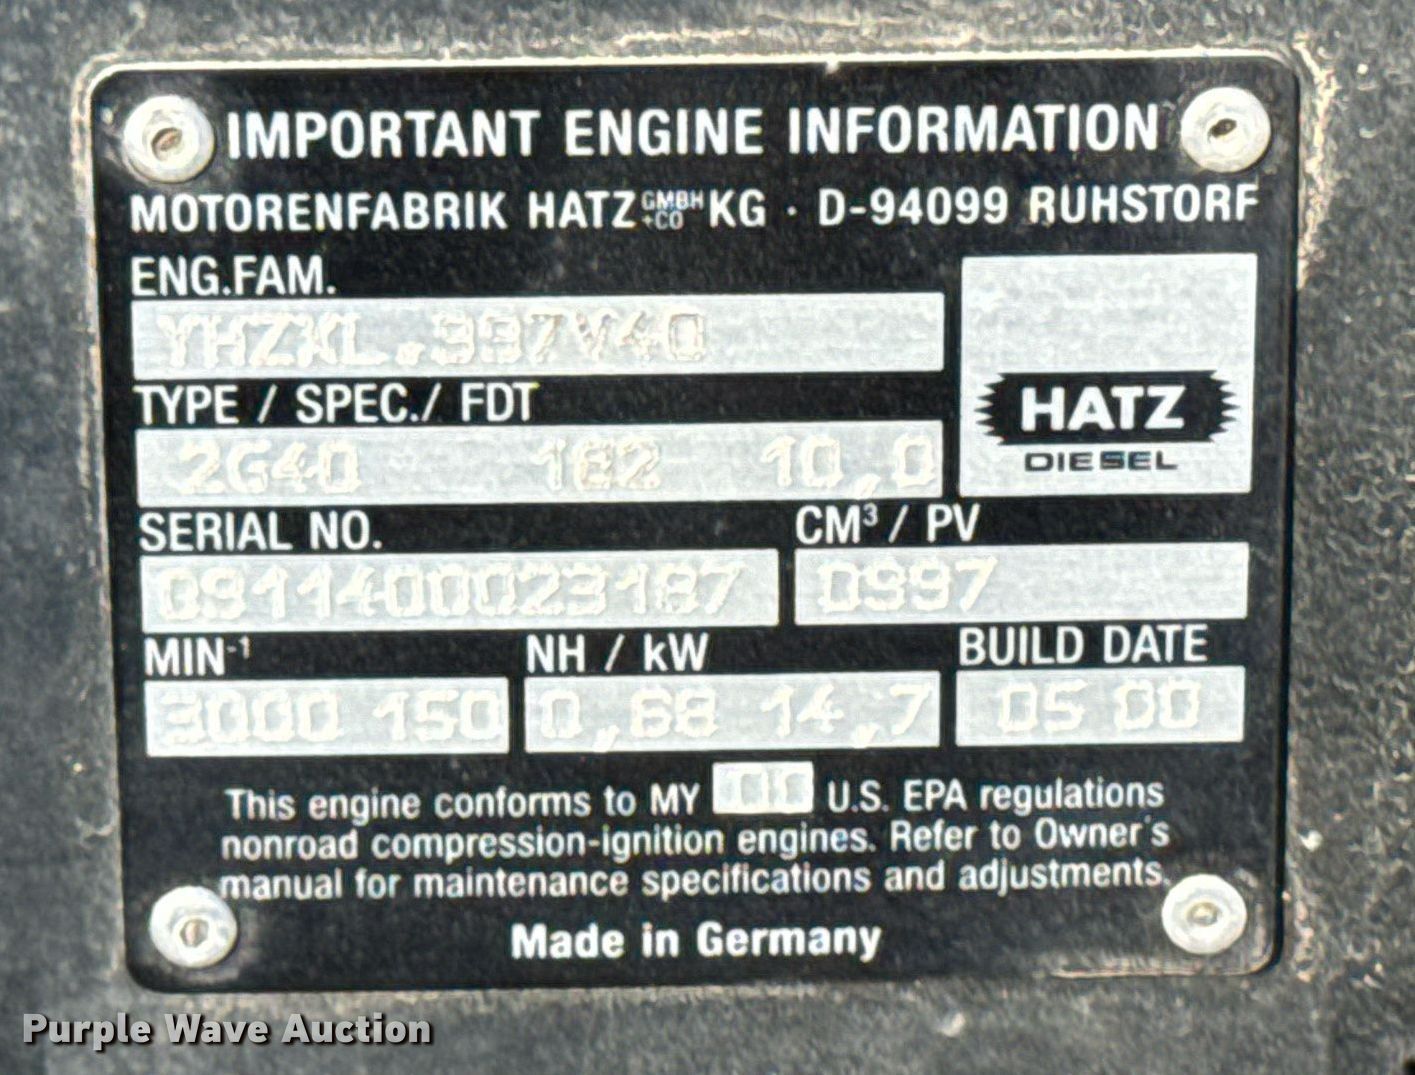 IMPORTANT ENGINE INFORMATION
MOTORENFABRIK HATZ GMBH +CO KG · D-94099 RUHSTORF
ENG.FAM.
YHZXL.997V40
TYPE / SPEC./ FDT
2G40 182 10,0
HATZ
DIESEL
SERIAL NO. CM³ / PV
0911400023187 0997
MIN-1 NH / kW BUILD DATE
3000 150 0,68 14,7 05 00
This engine conforms to MY 00 U.S. EPA regulations
nonroad compression-ignition engines. Refer to Owner's
manual for maintenance specifications and adjustments.
Made in Germany
Purple Wave Auction